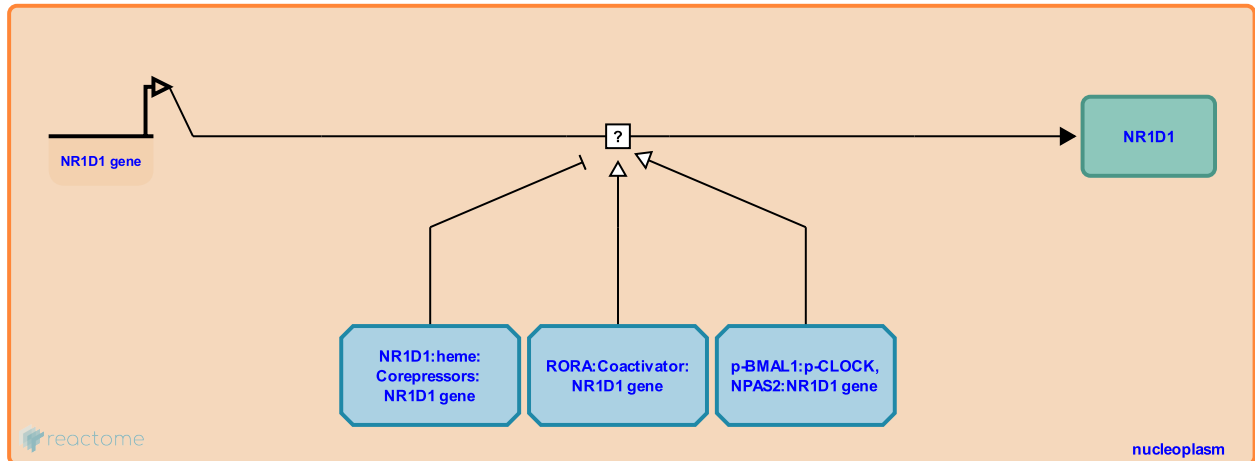 NR1D1 gene
?
NR1D1
NR1D1:heme:
Corepressors:
NR1D1 gene
RORA:Coactivator:
NR1D1 gene
p-BMAL1:p-CLOCK,
NPAS2:NR1D1 gene
reactome
nucleoplasm